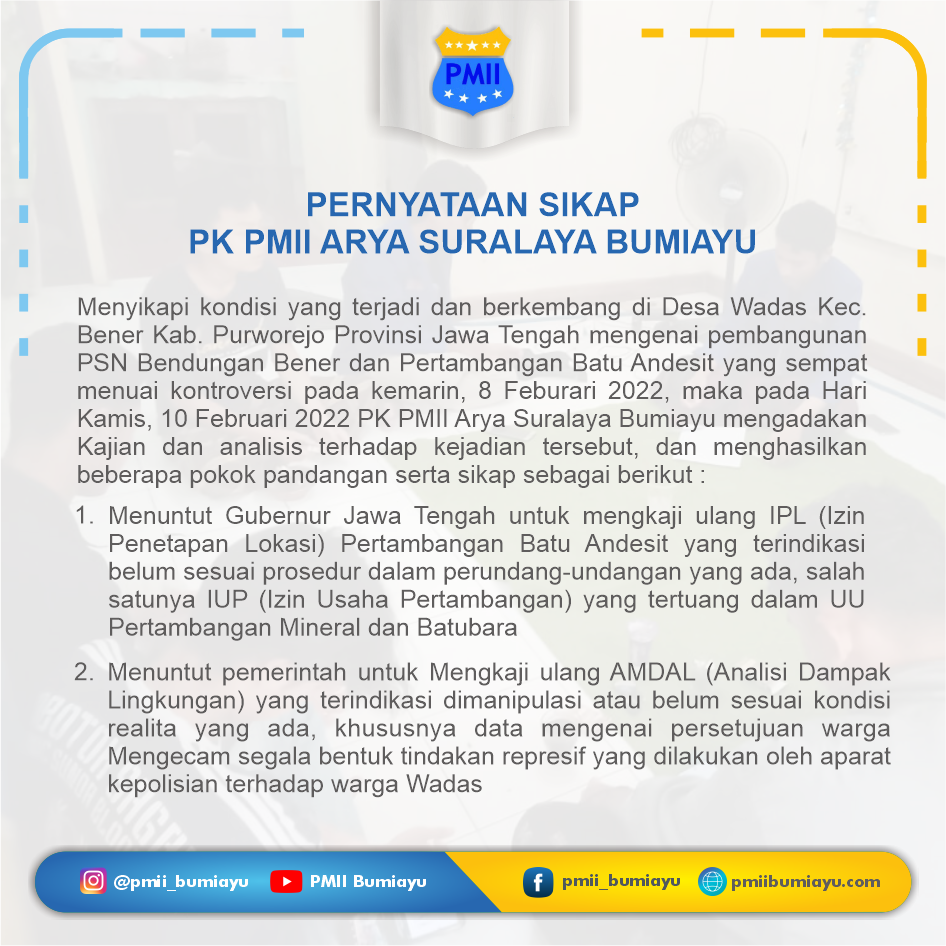 PMII
PERNYATAAN SIKAP
PK PMII ARYA SURALAYA BUMIAYU
Menyikapi kondisi yang terjadi dan berkembang di Desa Wadas Kec.
Bener Kab. Purworejo Provinsi Jawa Tengah mengenai pembangunan
PSN Bendungan Bener dan Pertambangan Batu Andesit yang sempat
menuai kontroversi pada kemarin, 8 Feburari 2022, maka pada Hari
Kamis, 10 Februari 2022 PK PMII Arya Suralaya Bumiayu mengadakan
Kajian dan analisis terhadap kejadian tersebut, dan menghasilkan
beberapa pokok pandangan serta sikap sebagai berikut :
1. Menuntut Gubernur Jawa Tengah untuk mengkaji ulang IPL (Izin
Penetapan Lokasi) Pertambangan Batu Andesit yang terindikasi
belum sesuai prosedur dalam perundang-undangan yang ada, salah
satunya IUP (Izin Usaha Pertambangan) yang tertuang dalam UU
Pertambangan Mineral dan Batubara
2. Menuntut pemerintah untuk Mengkaji ulang AMDAL (Analisi Dampak
Lingkungan) yang terindikasi dimanipulasi atau belum sesuai kondisi
realita yang ada, khususnya data mengenai persetujuan warga
Mengecam segala bentuk tindakan represif yang dilakukan oleh aparat
kepolisian terhadap warga Wadas
@pmii_bumiayu PMII Bumiayu pmii_bumiayu pmiibumiayu.com